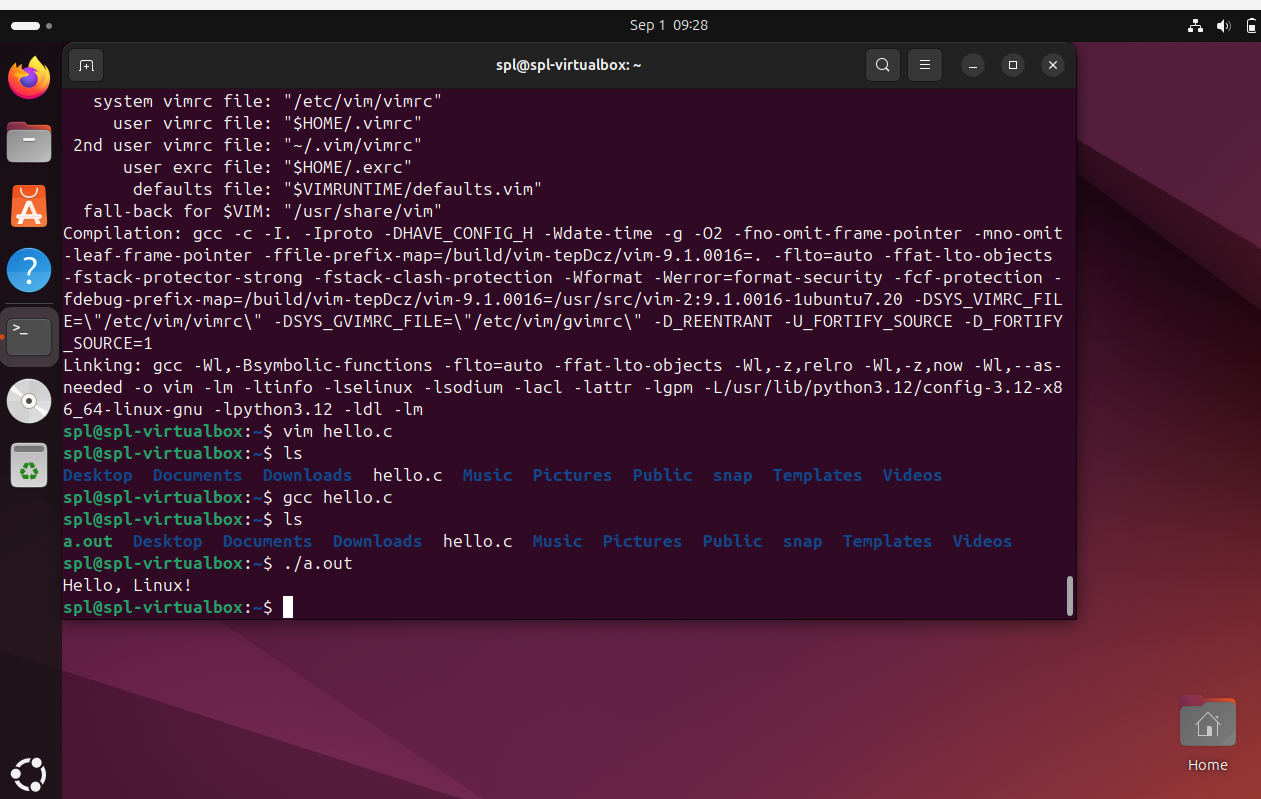 Sep 1 09:28
spl@spl-virtualbox: ~
system vimrc file: "/etc/vim/vimrc"
user vimrc file: "$HOME/.vimrc"
2nd user vimrc file: "~/.vim/vimrc"
user exrc file: "$HOME/.exrc"
defaults file: "$VIMRUNTIME/defaults.vim"
fall-back for $VIM: "/usr/share/vim"
Compilation: gcc -c -I. -Iproto -DHAVE_CONFIG_H -Wdate-time -g -O2 -fno-omit-frame-pointer -mno-omit
-leaf-frame-pointer -ffile-prefix-map=/build/vim-tepDcz/vim-9.1.0016=. -flto=auto -ffat-lto-objects
-fstack-protector-strong -fstack-clash-protection -Wformat -Werror=format-security -fcf-protection -
fdebug-prefix-map=/build/vim-tepDcz/vim-9.1.0016=/usr/src/vim-2:9.1.0016-1ubuntu7.20 -DSYS_VIMRC_FIL
E=\"/etc/vim/vimrc\" -DSYS_GVIMRC_FILE=\"/etc/vim/gvimrc\" -D_REENTRANT -U_FORTIFY_SOURCE -D_FORTIFY
_SOURCE=1
Linking: gcc -Wl,-Bsymbolic-functions -flto=auto -ffat-lto-objects -Wl,-z,relro -Wl,-z,now -Wl,--as-
needed -o vim -lm -ltinfo -lselinux -lsodium -lacl -lattr -lgpm -L/usr/lib/python3.12/config-3.12-x8
6_64-linux-gnu -lpython3.12 -ldl -lm
spl@spl-virtualbox:~$ vim hello.c
spl@spl-virtualbox:~$ ls
Desktop Documents Downloads hello.c Music Pictures Public snap Templates Videos
spl@spl-virtualbox:~$ gcc hello.c
spl@spl-virtualbox:~$ ls
a.out Desktop Documents Downloads hello.c Music Pictures Public snap Templates Videos
spl@spl-virtualbox:~$ ./a.out
Hello, Linux!
spl@spl-virtualbox:~$
Home